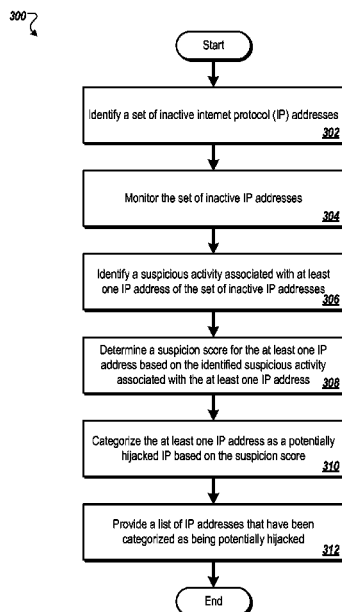 300
Start
Identify a set of inactive internet protocol (IP) addresses
302
Monitor the set of inactive IP addresses
304
Identify a suspicious activity associated with at least
one IP address of the set of inactive IP addresses
306
Determine a suspicion score for the at least one IP
address based on the identified suspicious activity
associated with the at least one IP address
308
Categorize the at least one IP address as a potentially
hijacked IP based on the suspicion score
310
Provide a list of IP addresses that have been
categorized as being potentially hijacked
312
End